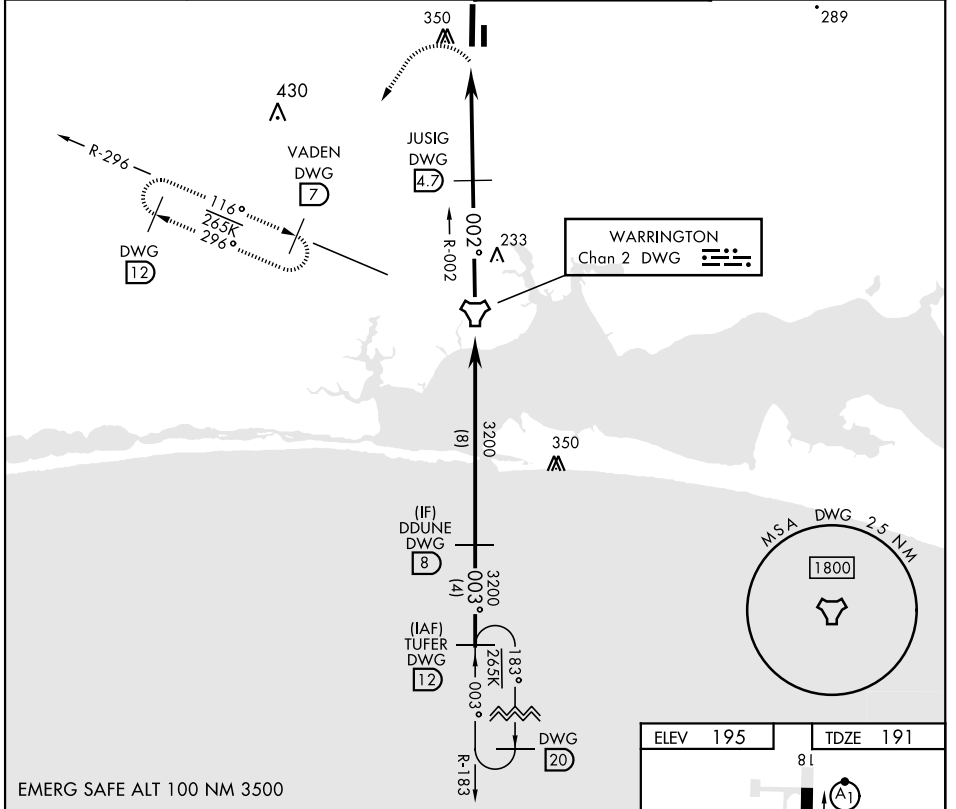 350
289
430
JUSIG
DWG
4.7
R-296
VADEN
DWG
7
116°
265K
296°
DWG
12
002°
R-002
233
WARRINGTON
Chan 2 DWG
3200
(8)
350
(IF)
DDUNE
DWG
8
3200
003°
(4)
MSA DWG 25 NM
1800
(IAF)
TUFER
DWG
12
183°
265K
003°
DWG
20
R-183
ELEV 195
TDZE 191
18
A1
EMERG SAFE ALT 100 NM 3500